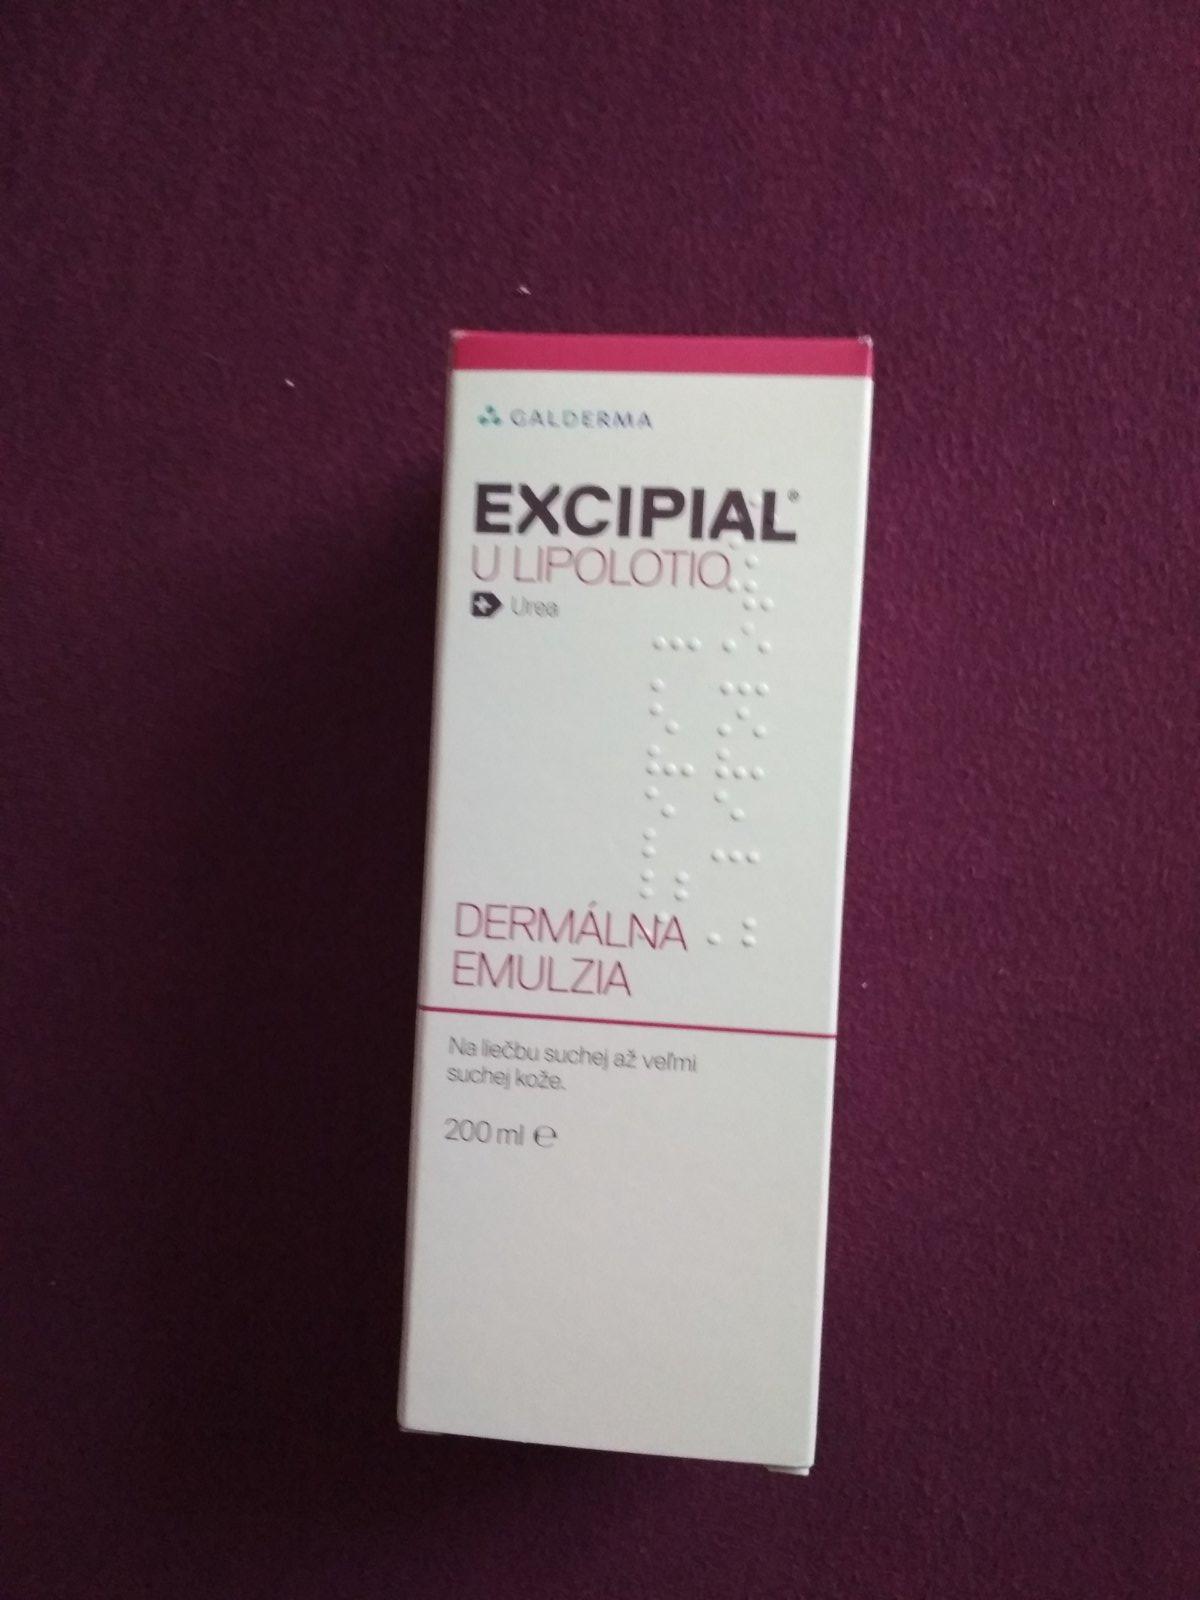 GALDERMA
EXCIPIAL®
U LIPOLOTIO
Urea
DERMÁLNA
EMULZIA
Na liečbu suchej až veľmi
suchej kože.
200 ml ℮